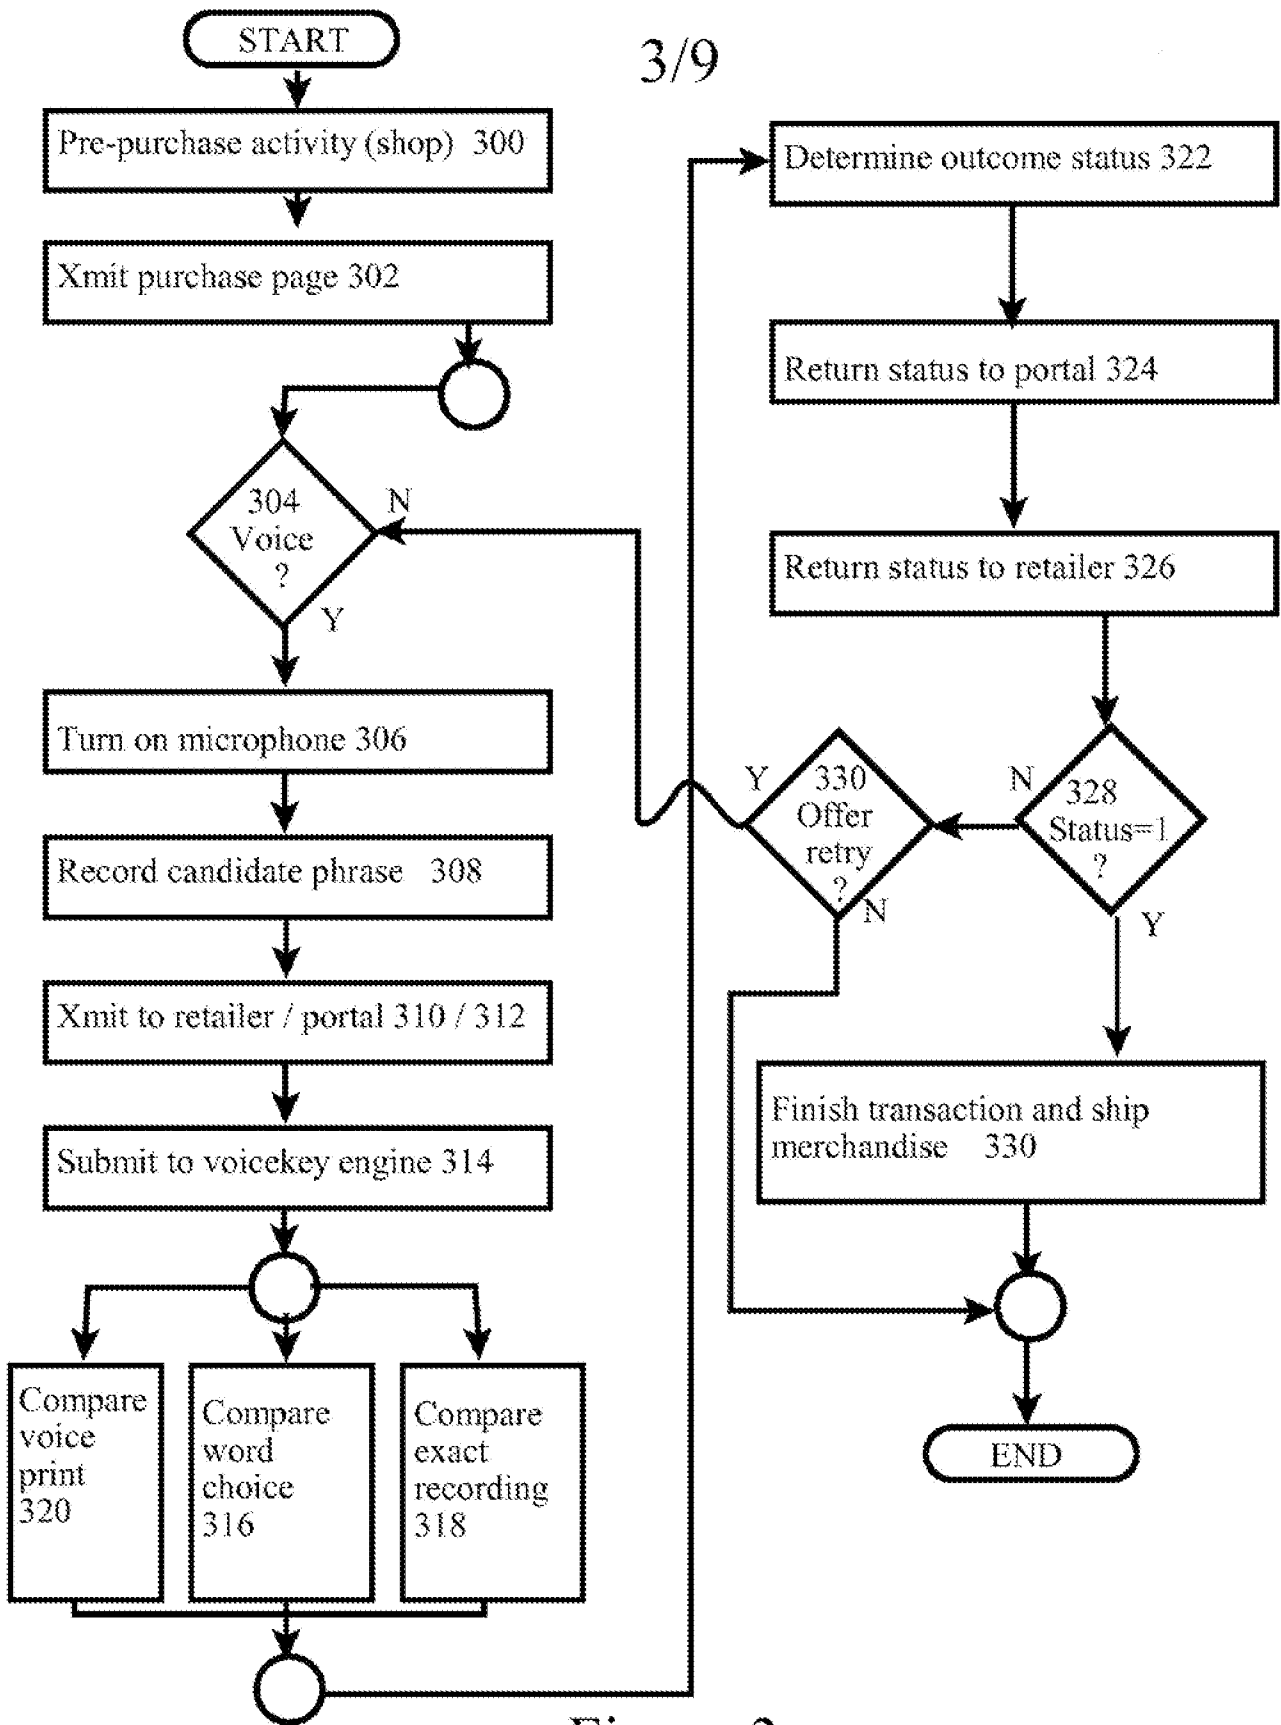 START
3/9
Pre-purchase activity (shop) 300
Xmit purchase page 302
304
Voice
?
N
Y
Turn on microphone 306
Record candidate phrase 308
Xmit to retailer / portal 310 / 312
Submit to voicekey engine 314
Compare
voice
print
320
Compare
word
choice
316
Compare
exact
recording
318
Determine outcome status 322
Return status to portal 324
Return status to retailer 326
328
Status=1
?
N
Y
330
Offer
retry
?
Y
N
Finish transaction and ship
merchandise 330
END